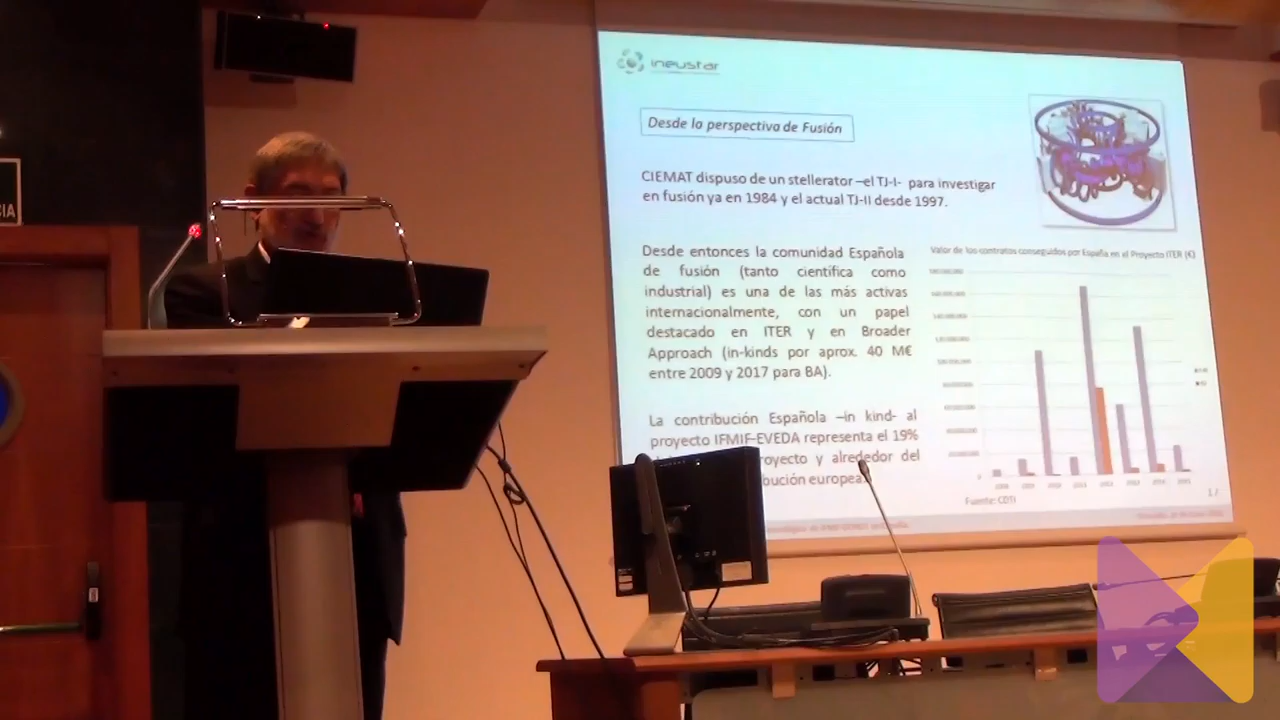 ineustar
Desde la perspectiva de Fusión
CIEMAT dispuso de un stellerator –el TJ-I- para investigar
en fusión ya en 1984 y el actual TJ-II desde 1997.
Desde entonces la comunidad Española
de fusión (tanto científica como
industrial) es una de las más activas
internacionalmente, con un papel
destacado en ITER y en Broader
Approach (in-kinds por aprox. 40 M€
entre 2009 y 2017 para BA).
La contribución Española –in kind- al
proyecto IFMIF-EVEDA representa el 19%
royecto y alrededor del
bución europea.
Valor de los contratos conseguidos por España en el Proyecto ITER (€)
Fuente: CDTI
17
CIA